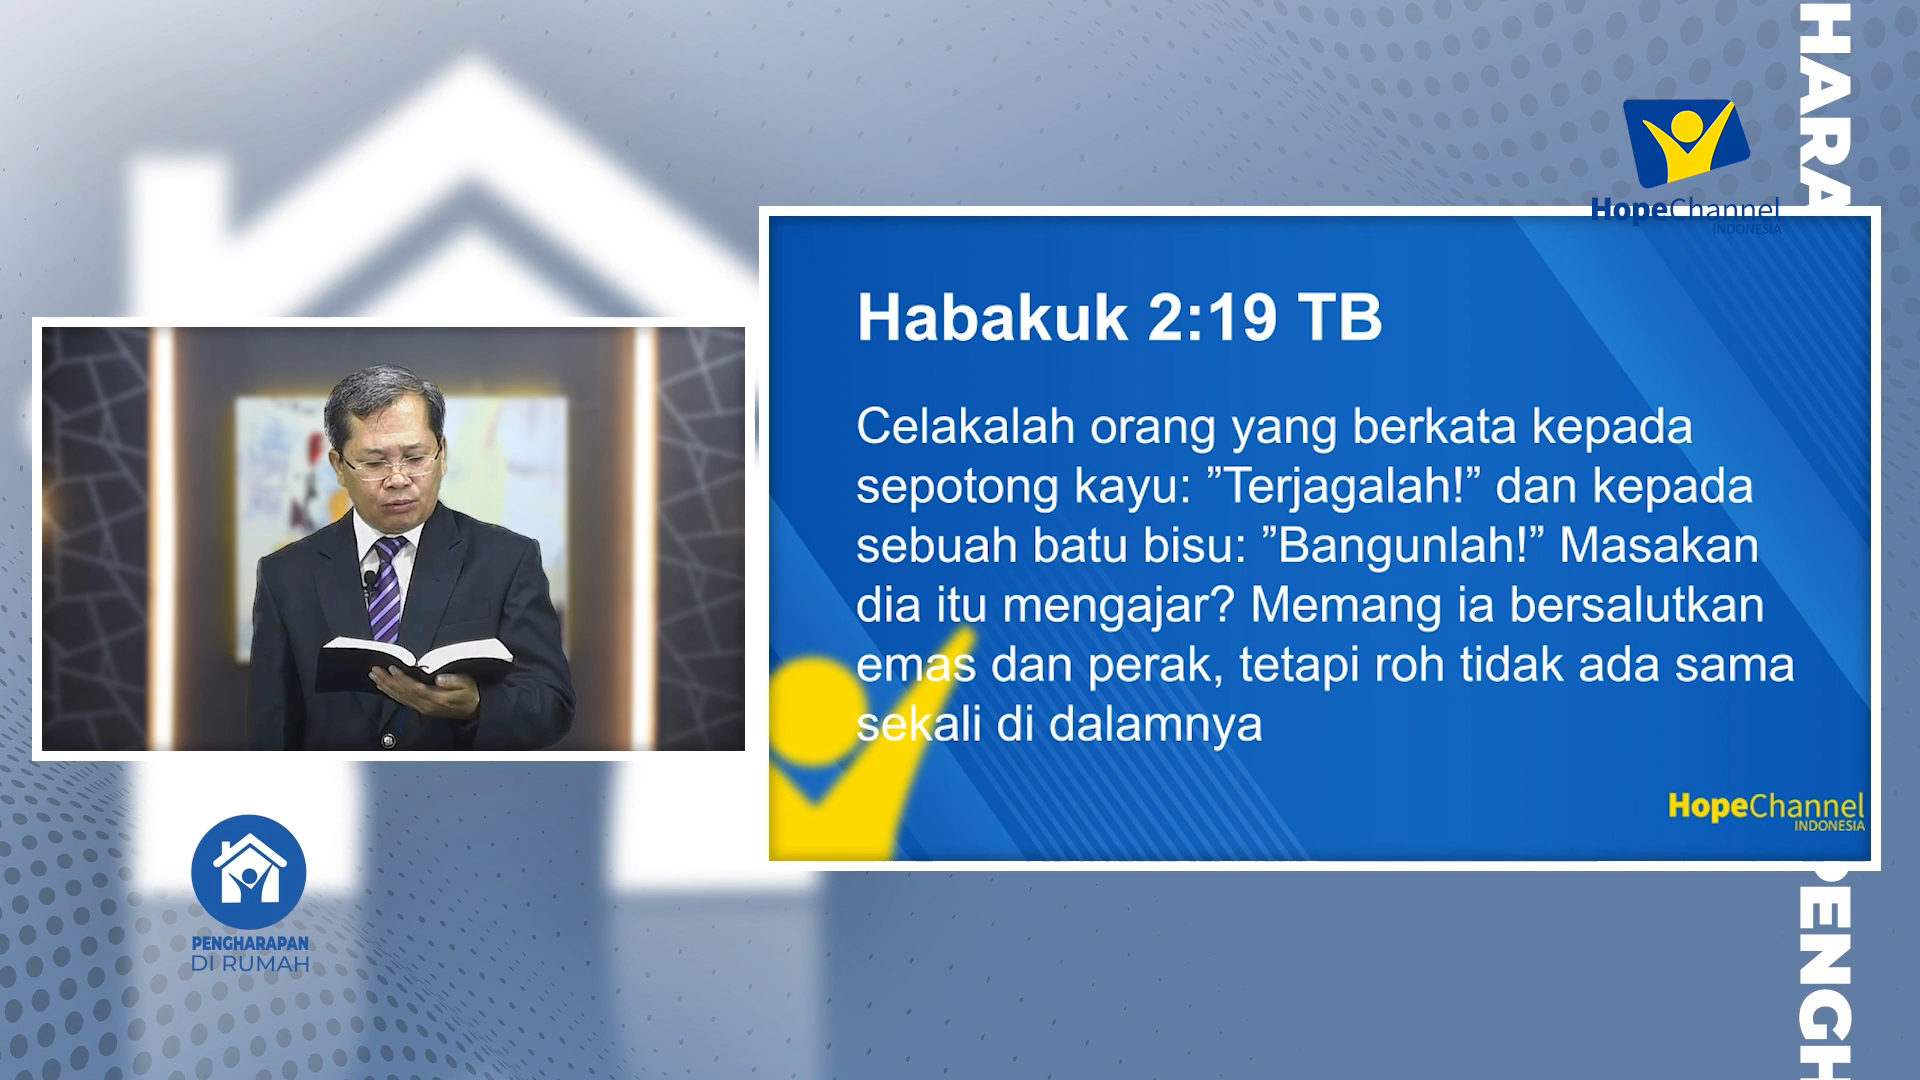 HARA
HopeChannel
INDONESIA
Habakuk 2:19 TB
Celakalah orang yang berkata kepada
sepotong kayu: ”Terjagalah!” dan kepada
sebuah batu bisu: ”Bangunlah!” Masakan
dia itu mengajar? Memang ia bersalutkan
emas dan perak, tetapi roh tidak ada sama
sekali di dalamnya
HopeChannel
INDONESIA
PENGHARAPAN
DI RUMAH
PENGH